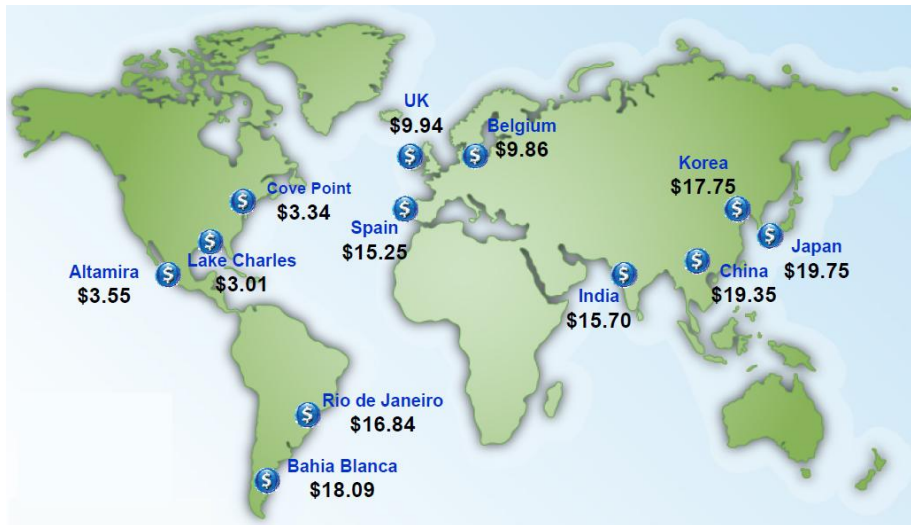 UK
$9.94
Belgium
$9.86
Korea
$17.75
Cove Point
$3.34
Spain
$15.25
Japan
$19.75
Lake Charles
$3.01
Altamira
$3.55
China
$19.35
India
$15.70
Rio de Janeiro
$16.84
Bahia Blanca
$18.09